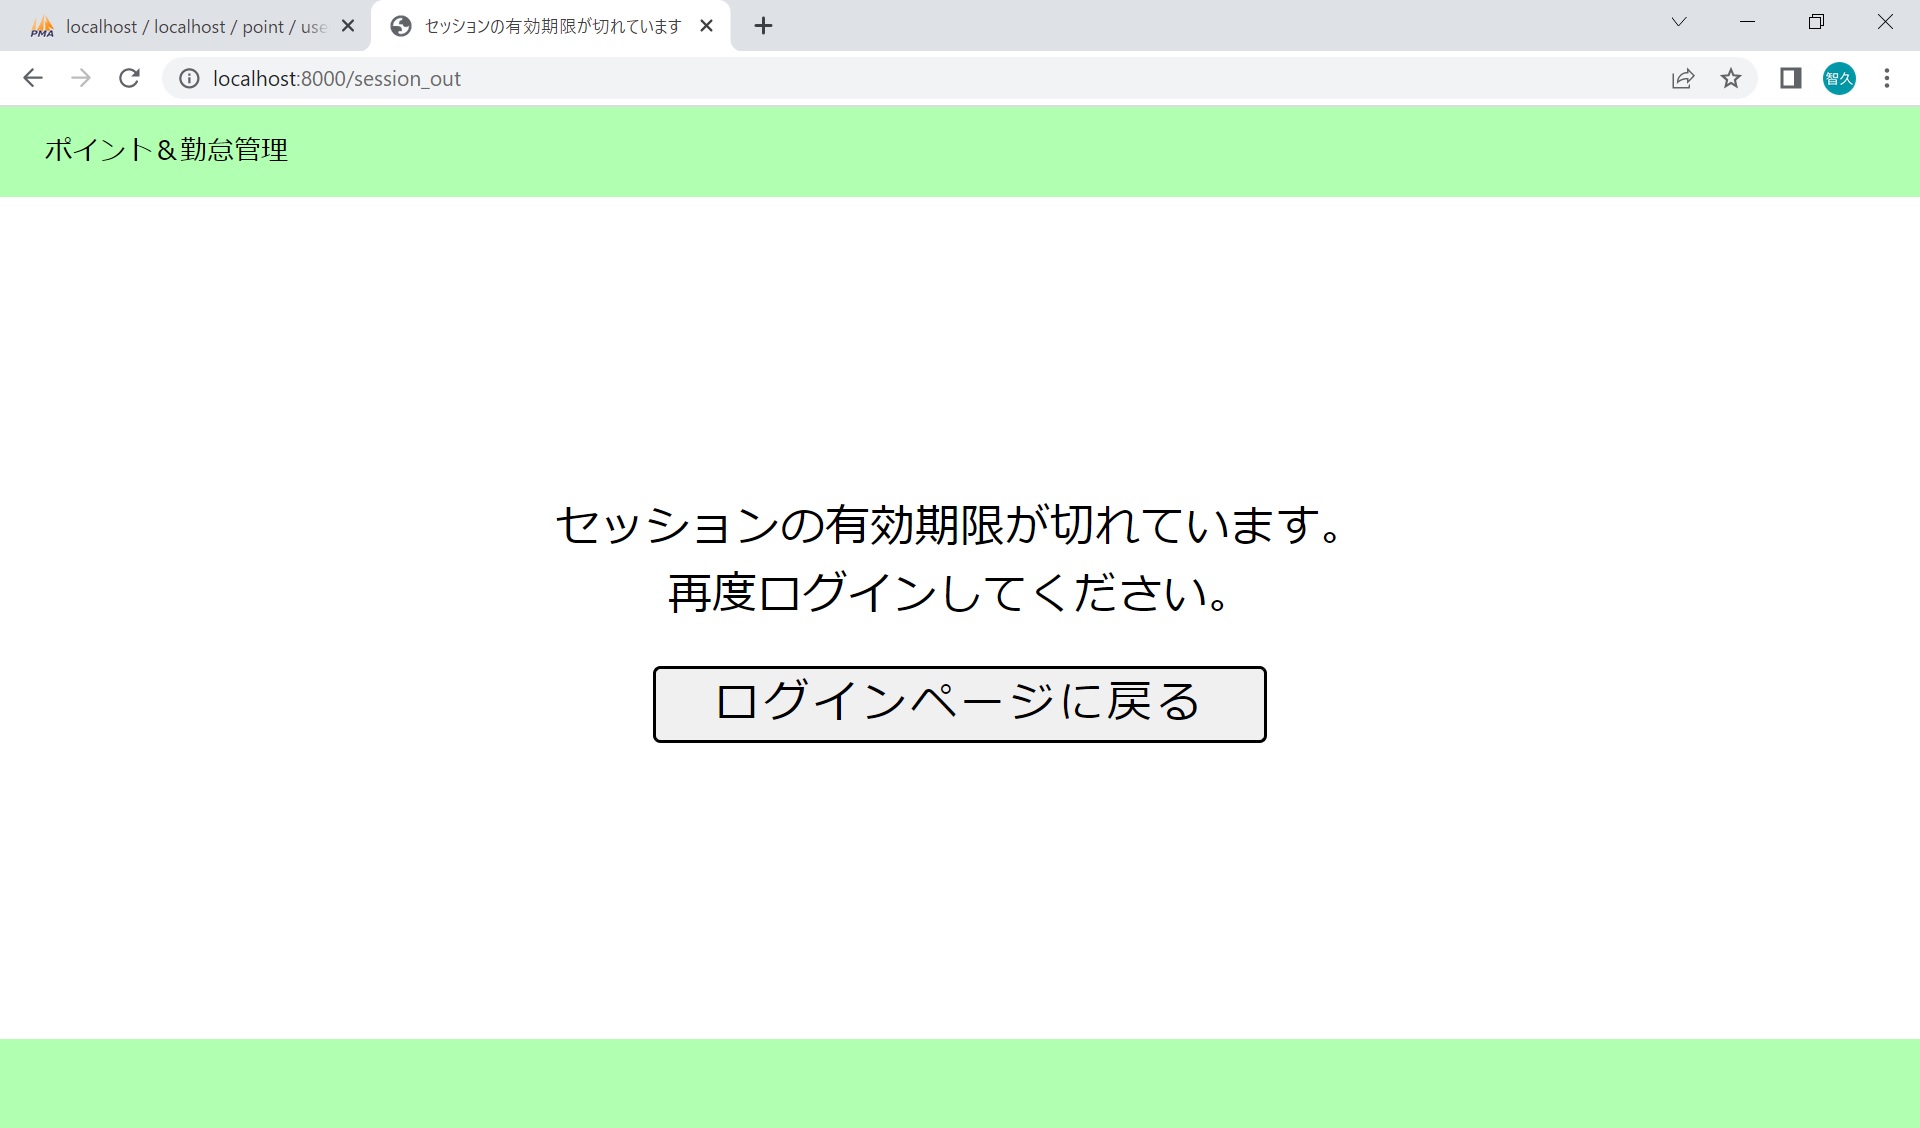 PMA
localhost / localhost / point / use
セッションの有効期限が切れています
localhost:8000/session_out
智久
ポイント＆勤怠管理
セッションの有効期限が切れています。
再度ログインしてください。
ログインページに戻る